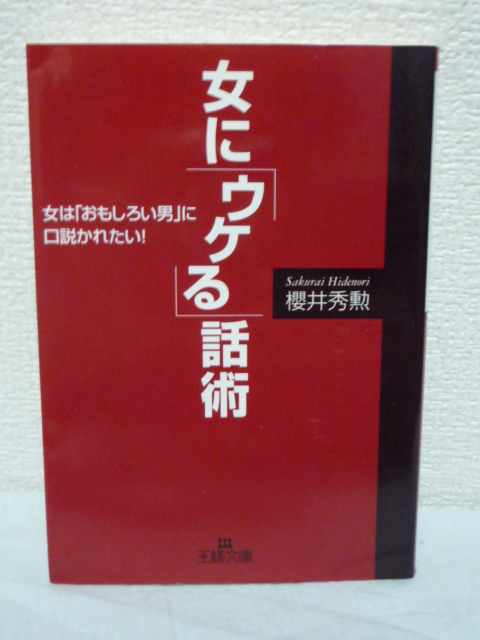 女に「ウケる」話術
女は「おもしろい男」に
口説かれたい!
Sakurai Hidenori
櫻井秀勲
王様文庫